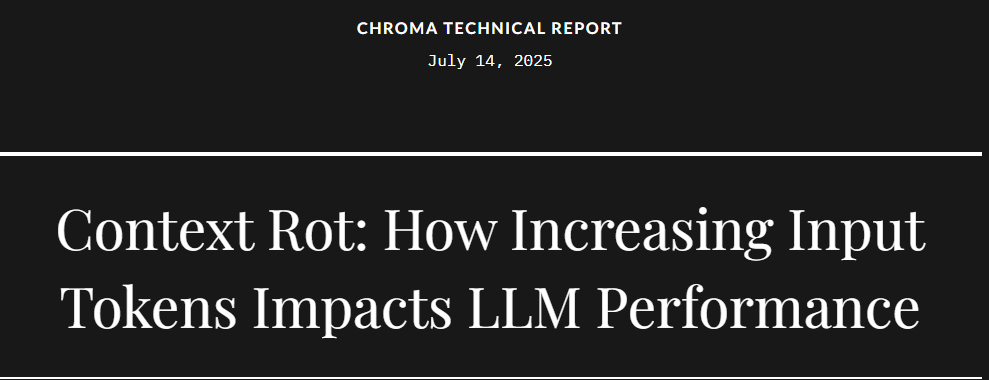 CHROMA TECHNICAL REPORT
July 14, 2025
Context Rot: How Increasing Input
Tokens Impacts LLM Performance